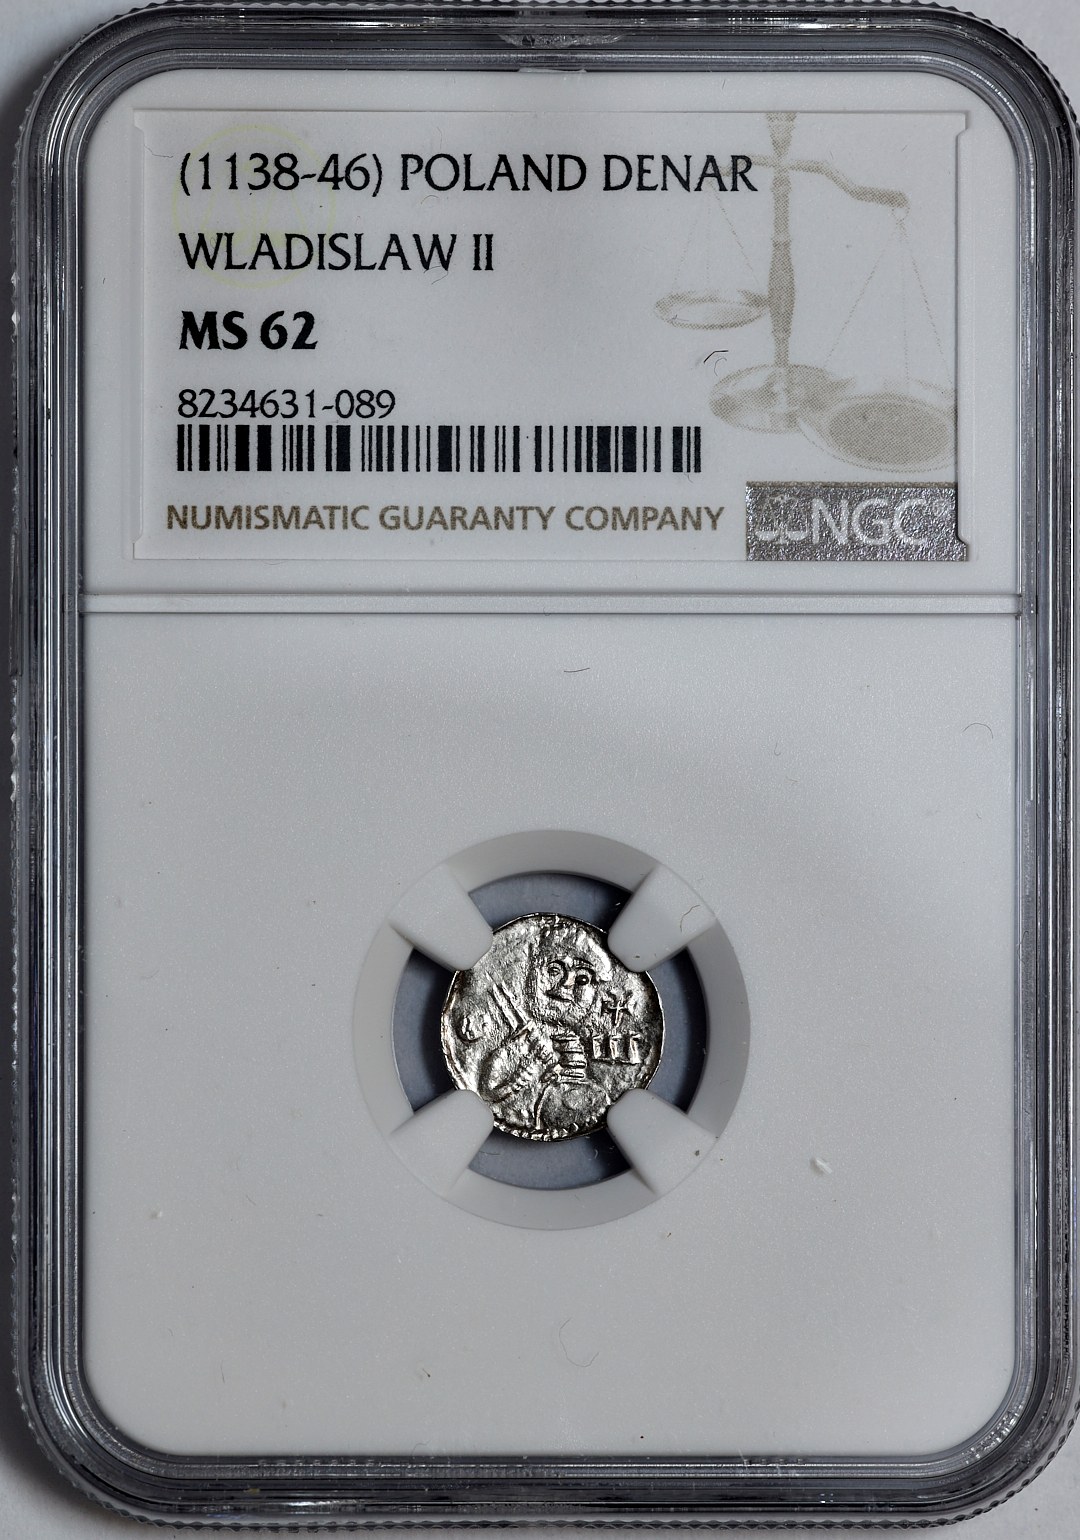 (1138-46) POLAND DENAR
WLADISLAW II
MS 62
8234631-089
NUMISMATIC GUARANTY COMPANY
NGC